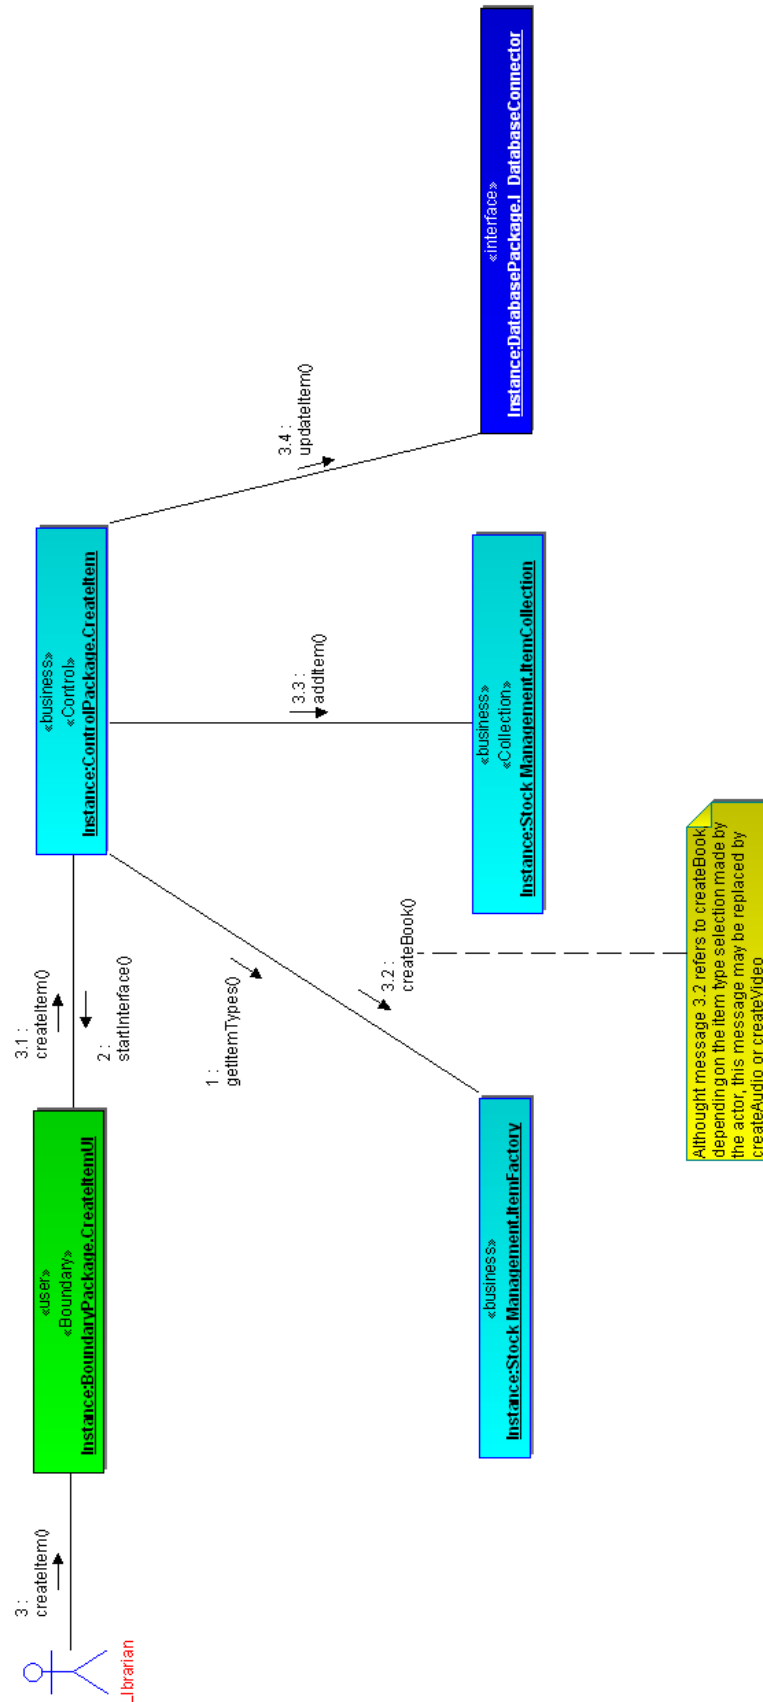 3 :
createItem()
Librarian
«user»
«Boundary»
Instance:BoundaryPackage.CreateItemUI
3.1 :
createItem()
2 :
startInterface()
«business»
«Control»
Instance:ControlPackage.CreateItem
1 :
getItemTypes()
3.2 :
createBook()
3.3 :
addItem()
3.4 :
updateItem()
«business»
Instance:Stock Management.ItemFactory
«business»
«Collection»
Instance:Stock Management.ItemCollection
«interface»
Instance:DatabasePackage.I_DatabaseConnector
Althought message 3.2 refers to createBook,
depending on the item type selection made by
the actor, this message may be replaced by
createAudio or createVideo